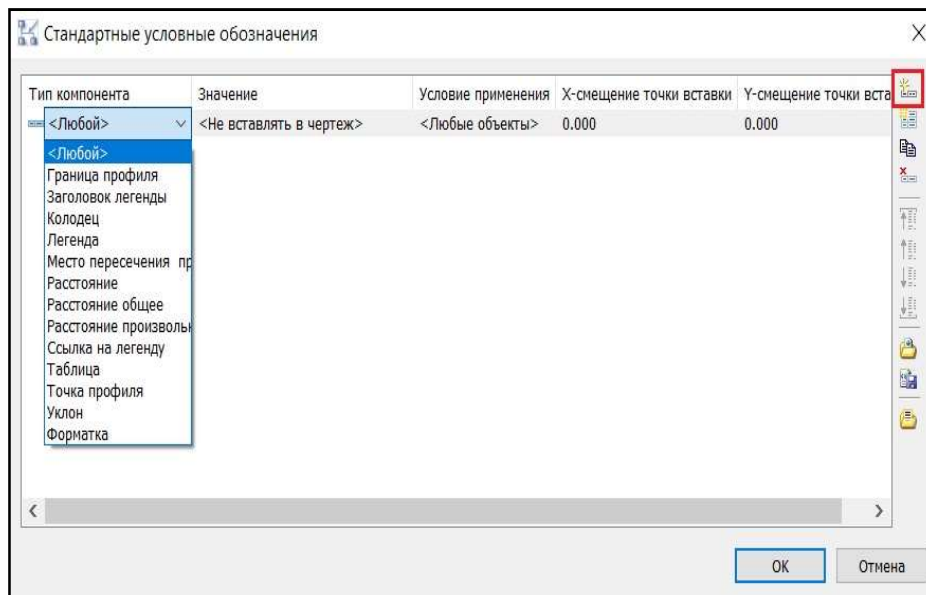 Стандартные условные обозначения
Тип компонента Значение Условие применения X-смещение точки вставки Y-смещение точки вста
<Любой> <Не вставлять в чертеж> <Любые объекты> 0.000 0.000
<Любой>
Граница профиля
Заголовок легенды
Колодец
Легенда
Место пересечения пр
Расстояние
Расстояние общее
Расстояние произволь
Ссылка на легенду
Таблица
Точка профиля
Уклон
Форматка
ОК Отмена